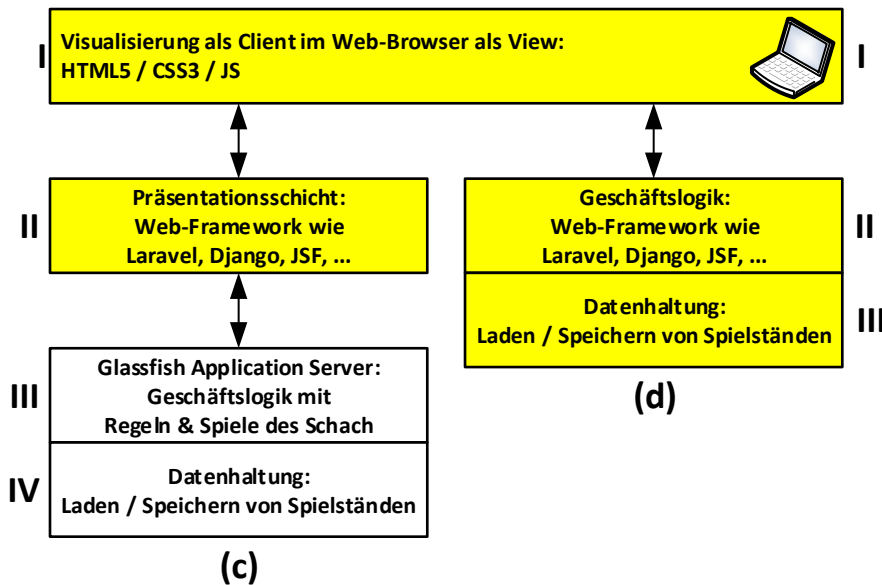 I
Visualisierung als Client im Web-Browser als View:
HTML5 / CSS3 / JS
I
II
Präsentationsschicht:
Web-Framework wie
Laravel, Django, JSF, ...
Geschäftslogik:
Web-Framework wie
Laravel, Django, JSF, ...
II
Datenhaltung:
Laden / Speichern von Spielständen
III
III
Glassfish Application Server:
Geschäftslogik mit
Regeln & Spiele des Schach
IV
Datenhaltung:
Laden / Speichern von Spielständen
(c)
(d)